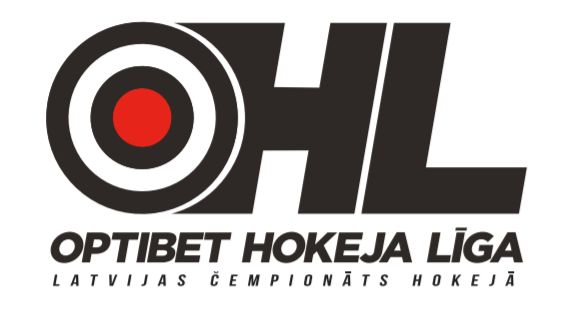 OHL
OPTIBET HOKEJA LĪGA
LATVIJAS ČEMPIONĀTS HOKEJĀ